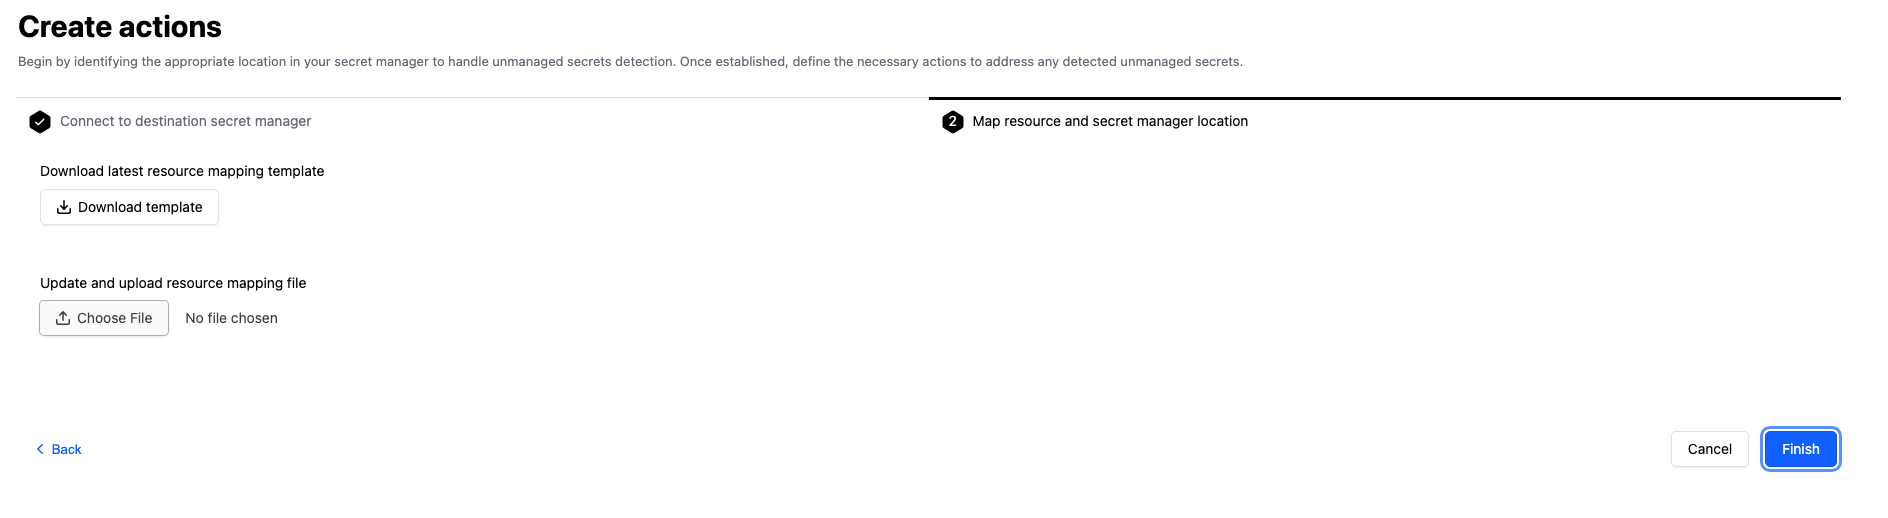 Create actions
Begin by identifying the appropriate location in your secret manager to handle unmanaged secrets detection. Once established, define the necessary actions to address any detected unmanaged secrets.
Connect to destination secret manager
2 Map resource and secret manager location
Download latest resource mapping template
Download template
Update and upload resource mapping file
Choose File No file chosen
Back
Cancel Finish